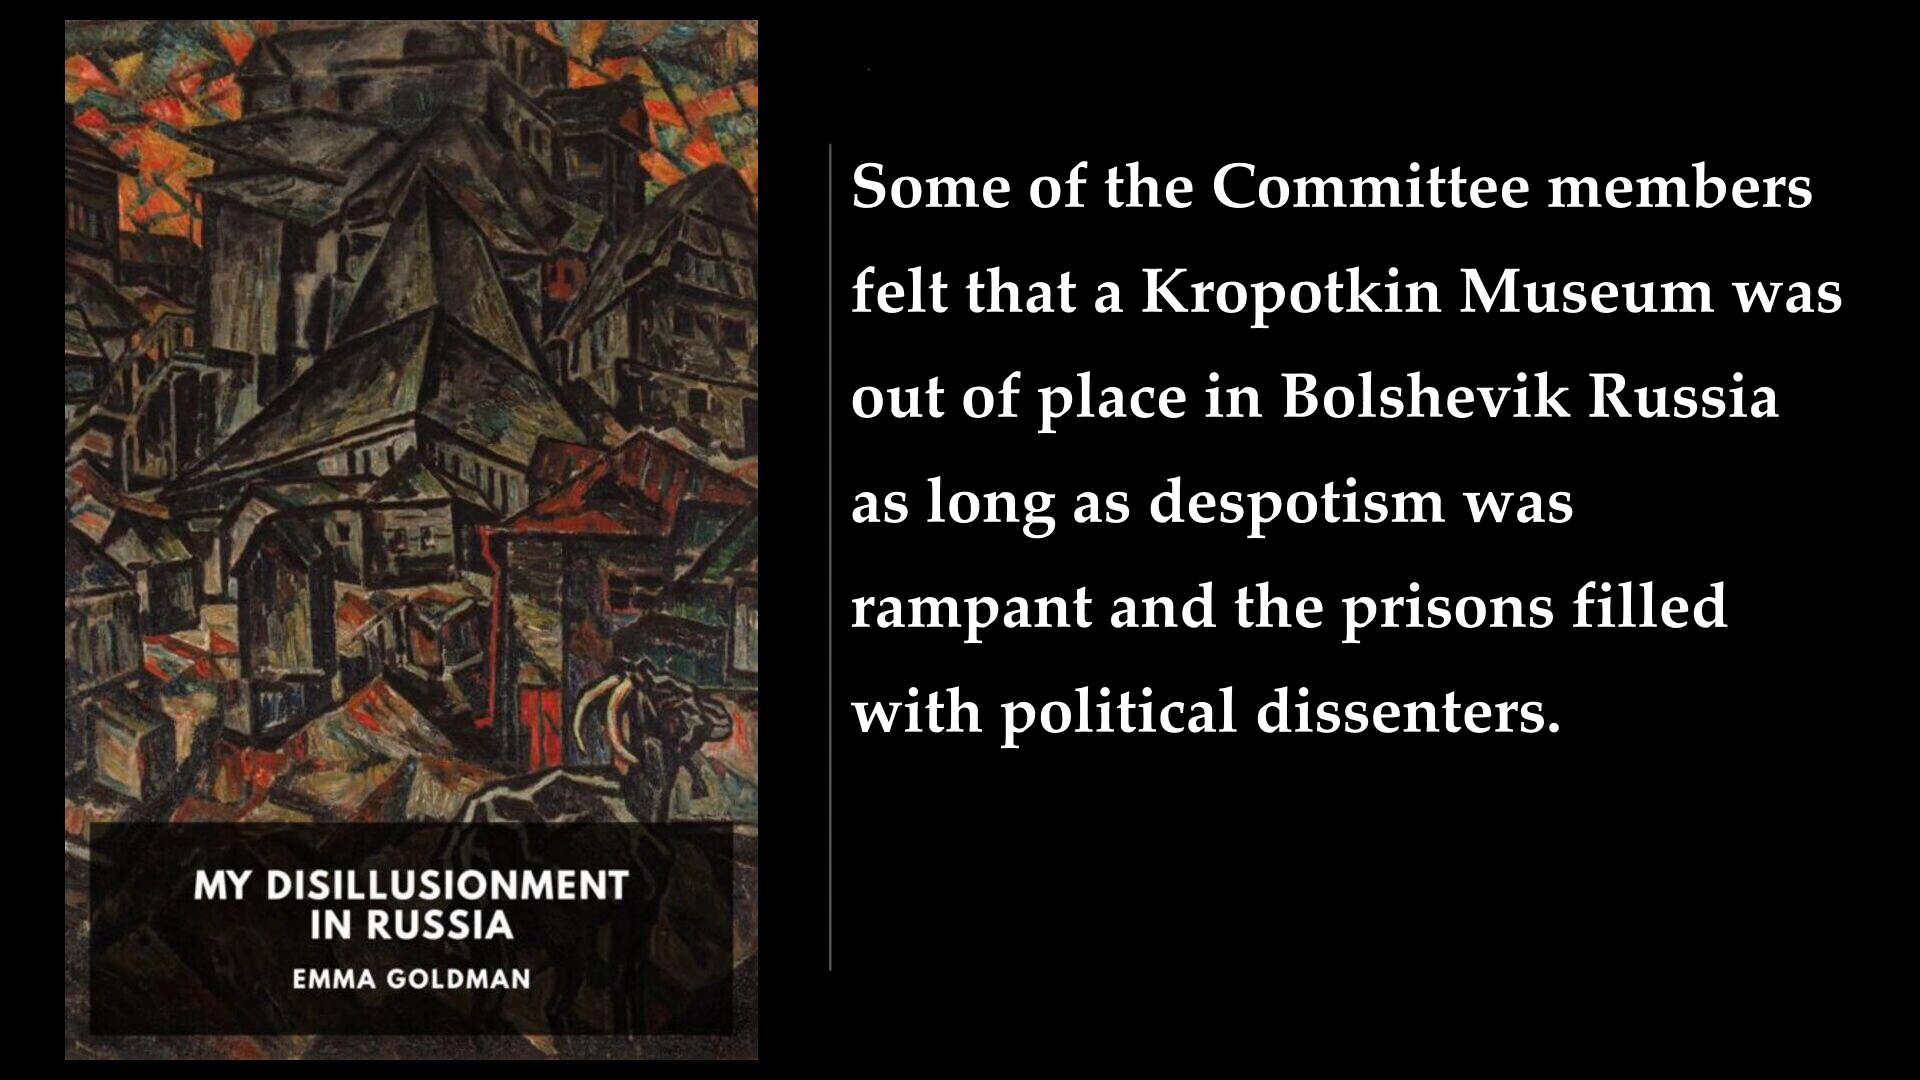 MY DISILLUSIONMENT
IN RUSSIA
EMMA GOLDMAN
Some of the Committee members
felt that a Kropotkin Museum was
out of place in Bolshevik Russia
as long as despotism was
rampant and the prisons filled
with political dissenters.